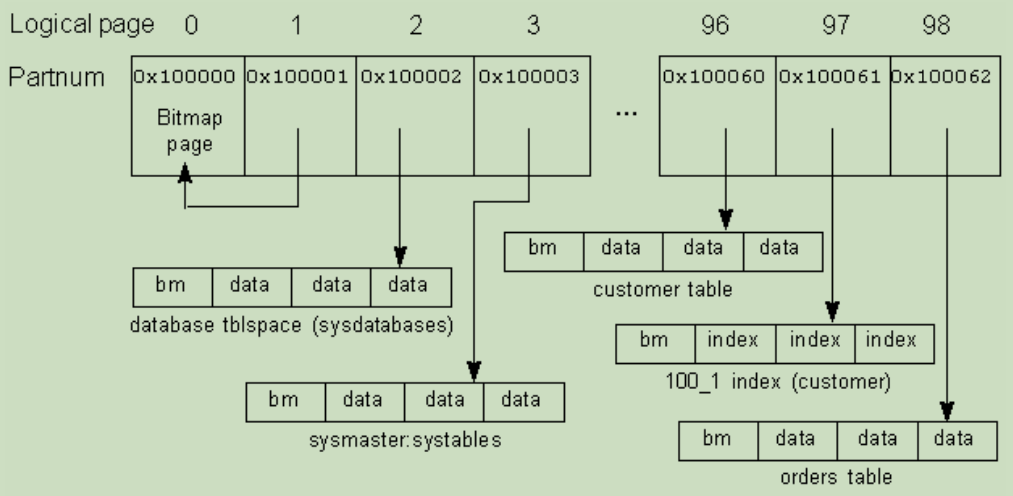 Logical page 0 1 2 3 96 97 98
Partnum 0x100000 0x100001 0x100002 0x100003 ... 0x100060 0x100061 0x100062
Bitmap
page
bm data data data
customer table
bm data data data
database tblspace (sysdatabases)
bm index index index
100_1 index (customer)
bm data data data
sysmaster:systables
bm data data data
orders table